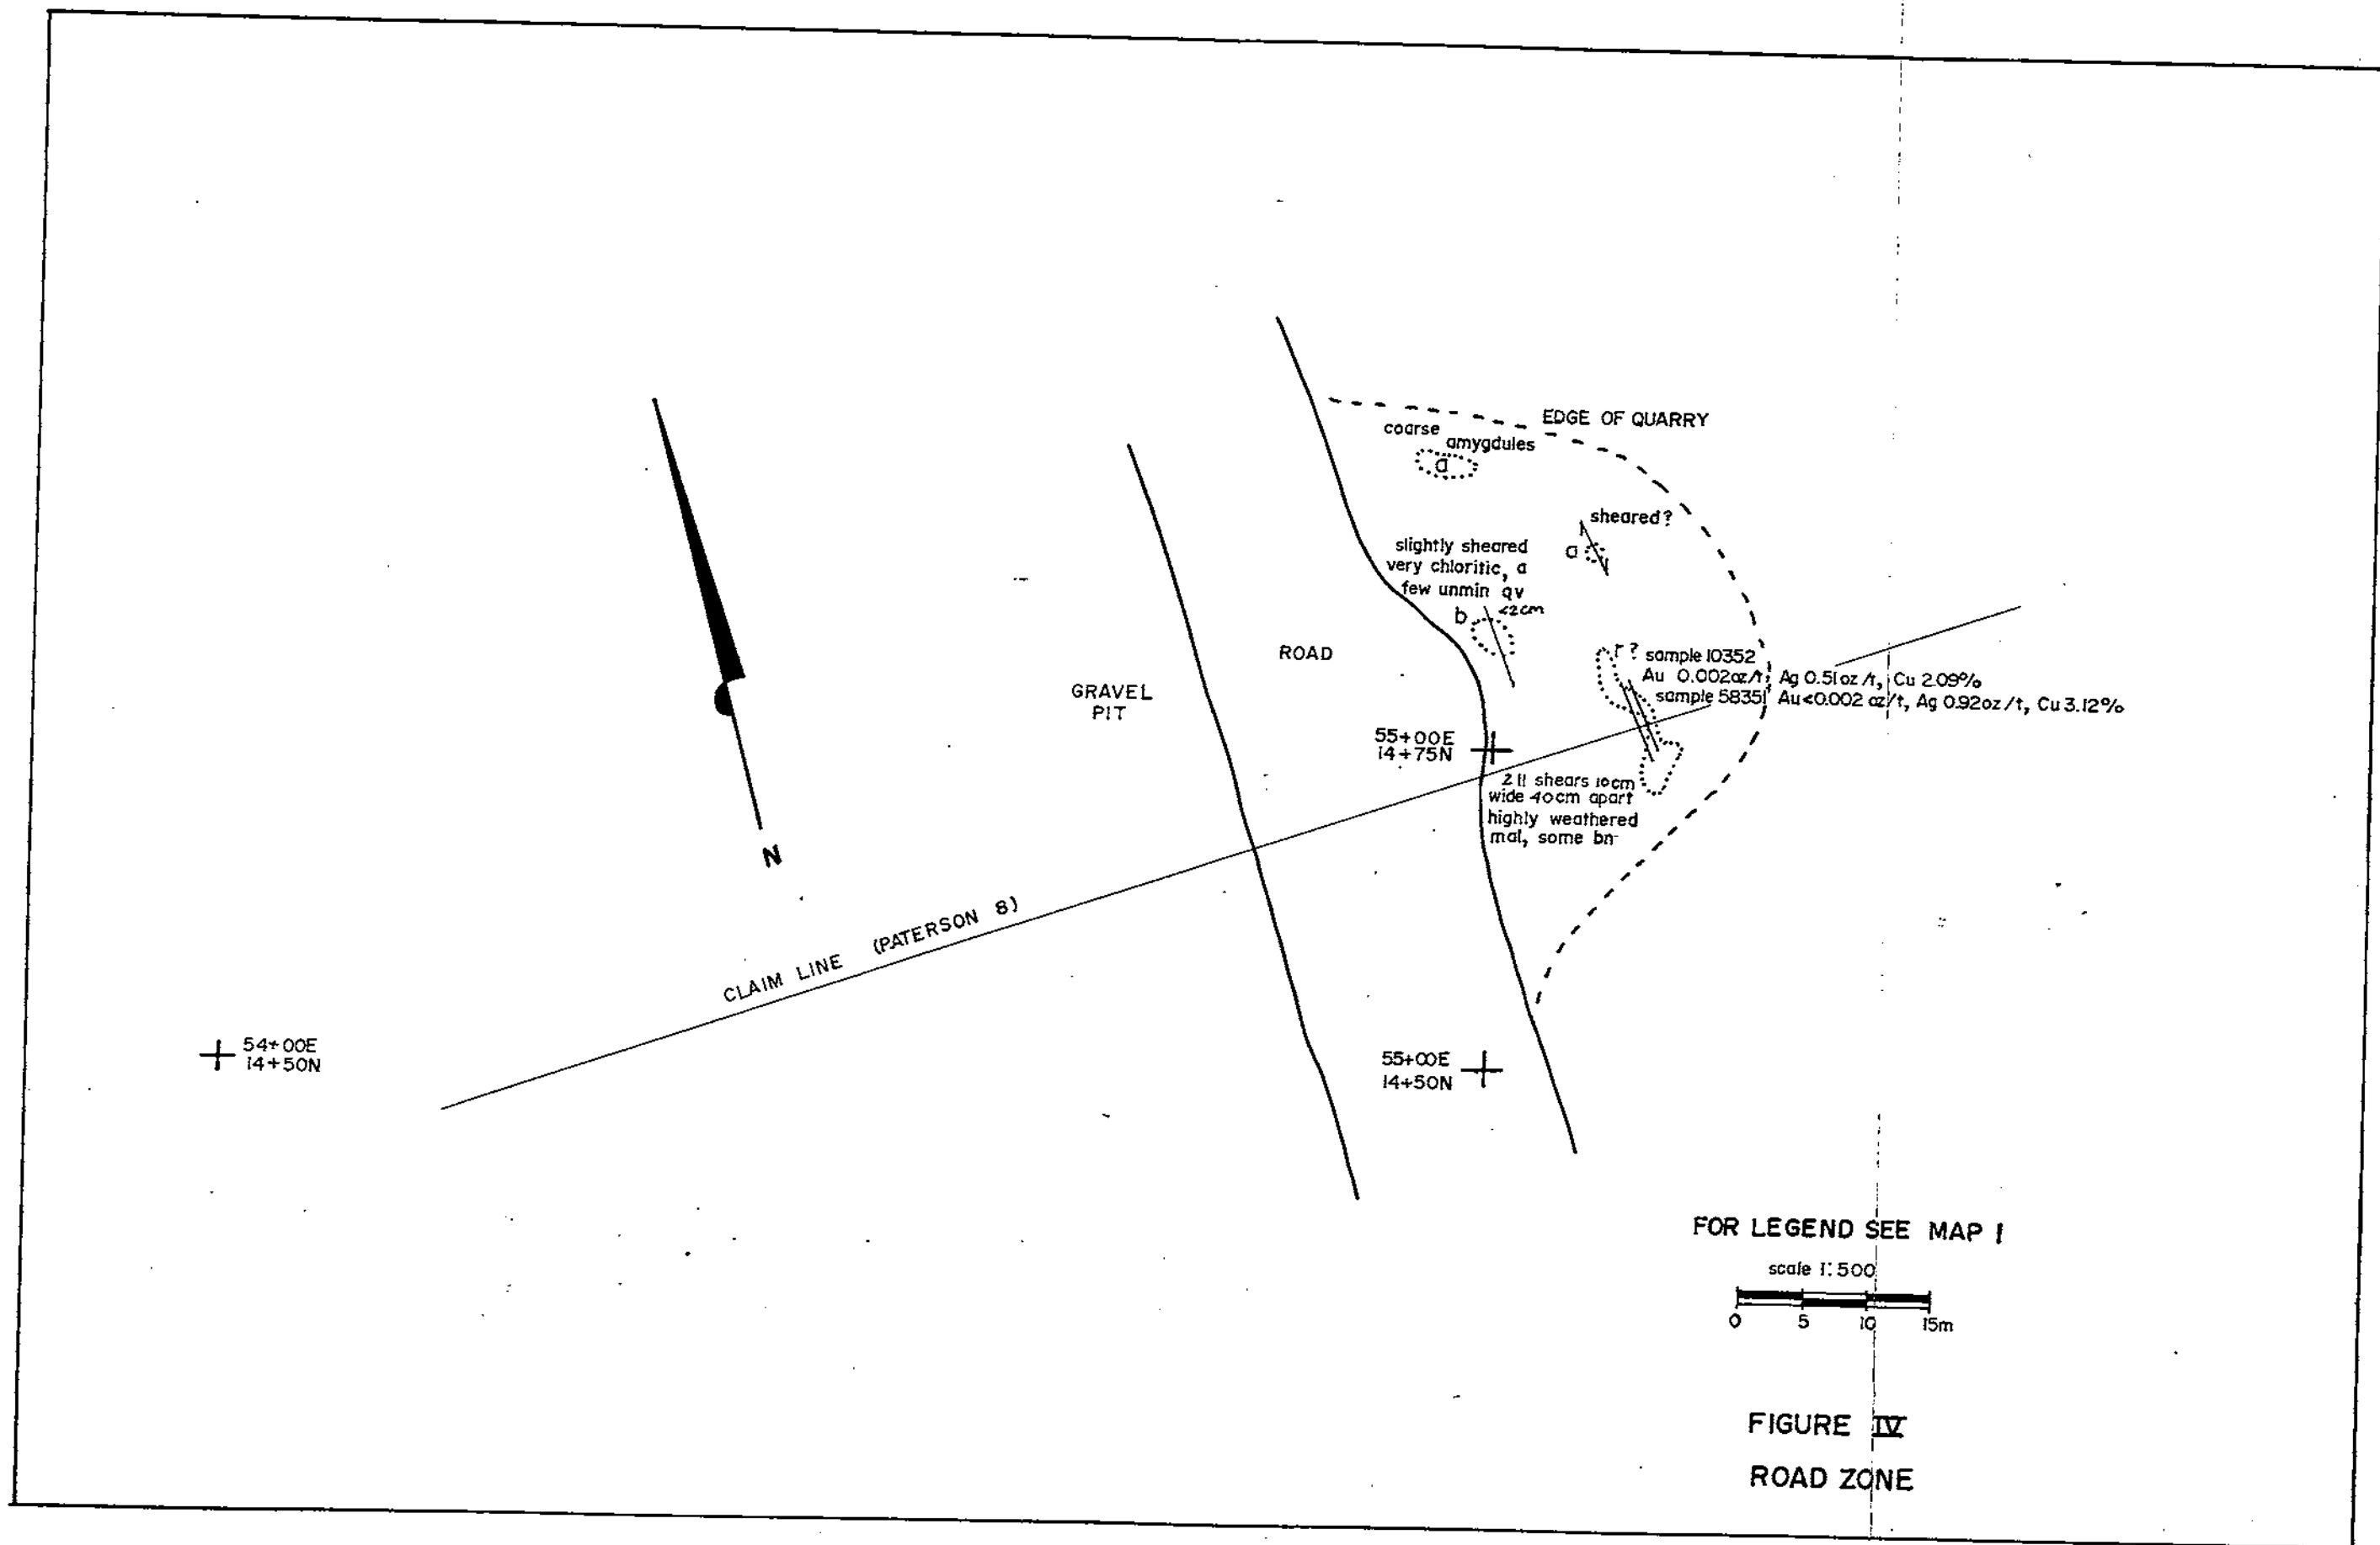 EDGE OF QUARRY
coarse
amygdules
a
sheared?
a
slightly sheared
very chloritic, a
few unmin qv
<2cm
b
ROAD
GRAVEL
PIT
r? sample 10352
Au 0.002oz/t, Ag 0.51oz/t, Cu 2.09%
sample 58351 Au<0.002 oz/t, Ag 0.92oz/t, Cu 3.12%
55+00E
14+75N
2 || shears 10cm
wide 40cm apart
highly weathered
mal, some bn
N
CLAIM LINE (PATERSON 8)
54+00E
14+50N
55+00E
14+50N
FOR LEGEND SEE MAP 1
scale 1:500
0 5 10 15m
FIGURE IV
ROAD ZONE